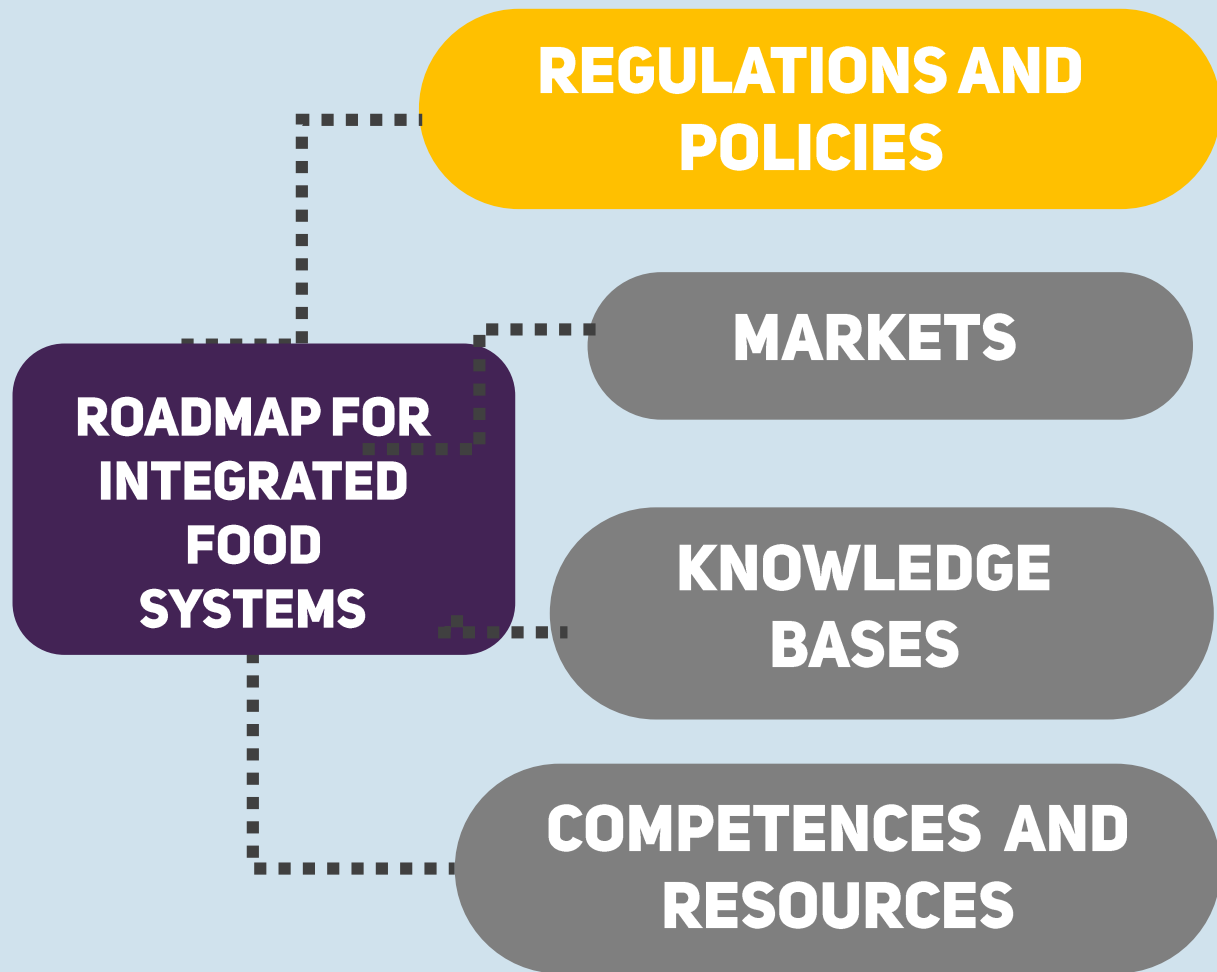 REGULATIONS AND
POLICIES
MARKETS
ROADMAP FOR
INTEGRATED
FOOD
SYSTEMS
KNOWLEDGE
BASES
COMPETENCES AND
RESOURCES